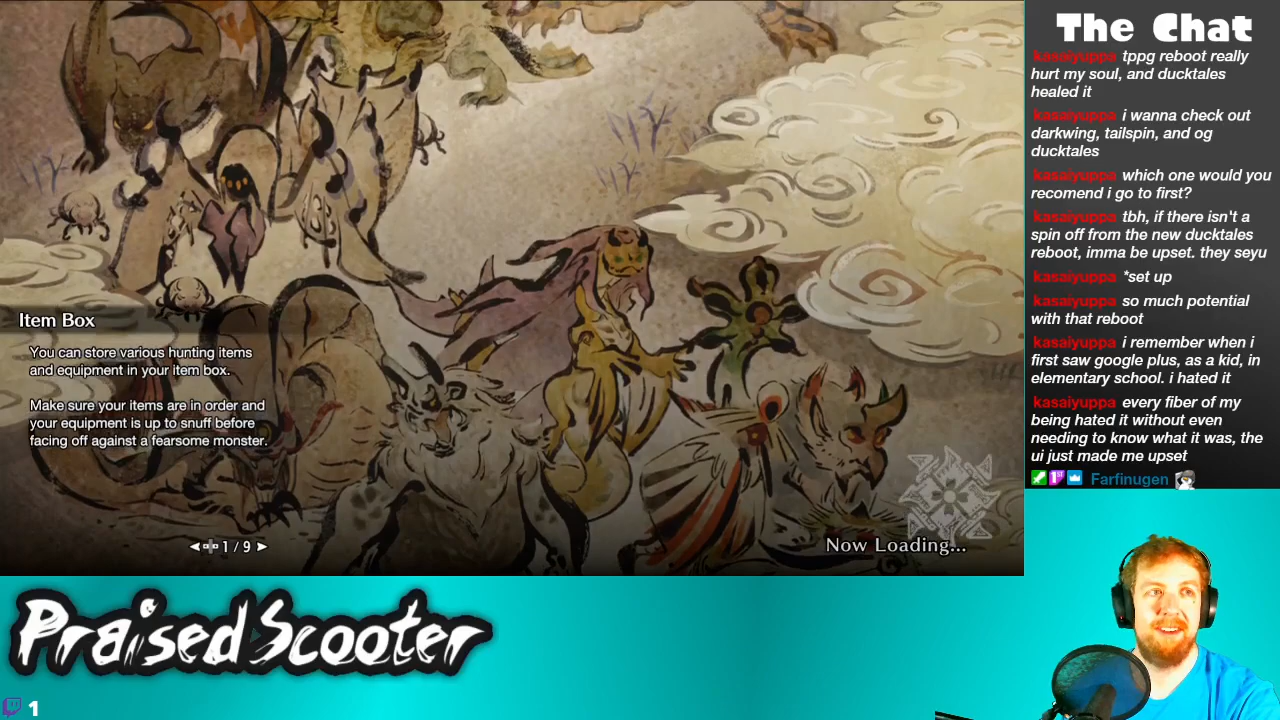 The Chat
kasaiyuppa tppg reboot really
hurt my soul, and ducktales
healed it
kasaiyuppa i wanna check out
darkwing, tailspin, and og
ducktales
kasaiyuppa which one would you
recomend i go to first?
kasaiyuppa tbh, if there isn't a
spin off from the new ducktales
reboot, imma be upset. they seyu
kasaiyuppa *set up
kasaiyuppa so much potential
with that reboot
kasaiyuppa i remember when i
first saw google plus, as a kid, in
elementary school. i hated it
kasaiyuppa every fiber of my
being hated it without even
needing to know what it was, the
ui just made me upset
Farfinugen
Item Box
You can store various hunting items
and equipment in your item box.
Make sure your items are in order and
your equipment is up to snuff before
facing off against a fearsome monster.
1 / 9
Now Loading...
PraisedScooter
1